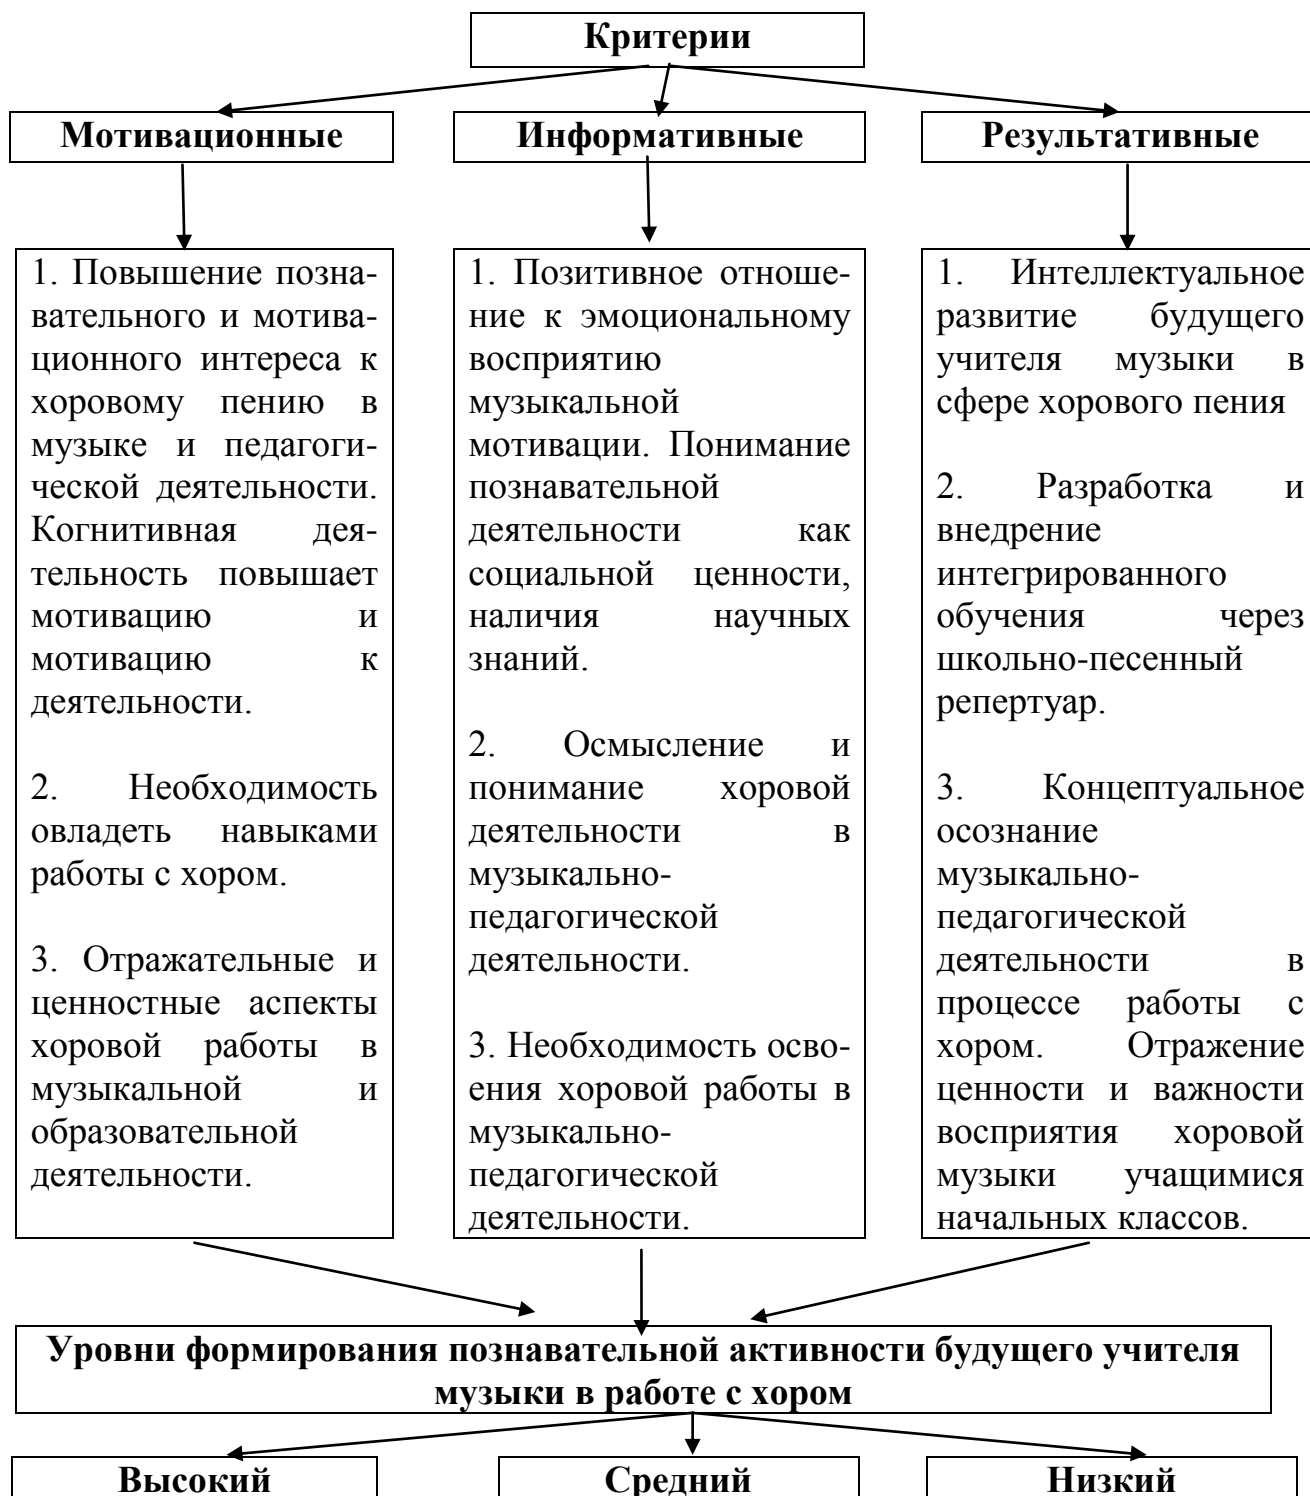 Критерии
Мотивационные
Информативные
Результативные
1. Повышение позна-
вательного и мотива-
ционного интереса к
хоровому пению в
музыке и педагоги-
ческой деятельности.
Когнитивная дея-
тельность повышает
мотивацию и
мотивацию к
деятельности.
2. Необходимость
овладеть навыками
работы с хором.
3. Отражательные и
ценностные аспекты
хоровой работы в
музыкальной и
образовательной
деятельности.
1. Позитивное отноше-
ние к эмоциональному
восприятию
музыкальной
мотивации. Понимание
познавательной
деятельности как
социальной ценности,
наличия научных
знаний.
2. Осмысление и
понимание хоровой
деятельности в
музыкально-
педагогической
деятельности.
3. Необходимость осво-
ения хоровой работы в
музыкально-
педагогической
деятельности.
1. Интеллектуальное
развитие будущего
учителя музыки в
сфере хорового пения
2. Разработка и
внедрение
интегрированного
обучения через
школьно-песенный
репертуар.
3. Концептуальное
осознание
музыкально-
педагогической
деятельности в
процессе работы с
хором. Отражение
ценности и важности
восприятия хоровой
музыки учащимися
начальных классов.
Уровни формирования познавательной активности будущего учителя
музыки в работе с хором
Высокий
Средний
Низкий